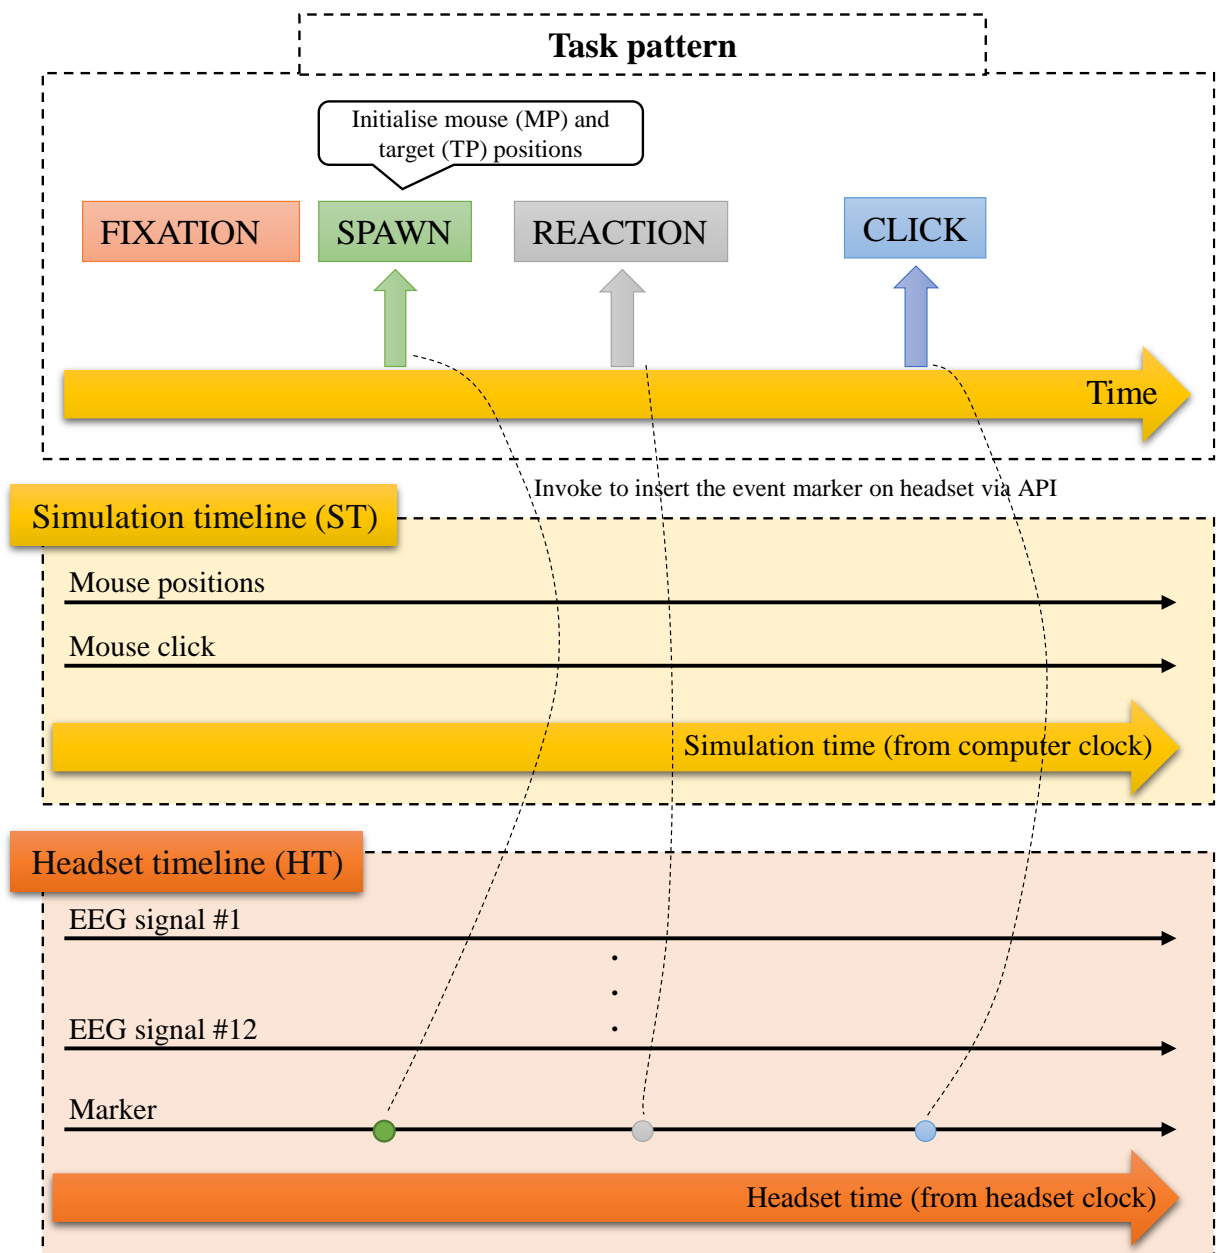 Task pattern
Initialise mouse (MP) and
target (TP) positions
FIXATION
SPAWN
REACTION
CLICK
Time
Invoke to insert the event marker on headset via API
Simulation timeline (ST)
Mouse positions
Mouse click
Simulation time (from computer clock)
Headset timeline (HT)
EEG signal #1
EEG signal #12
Marker
Headset time (from headset clock)